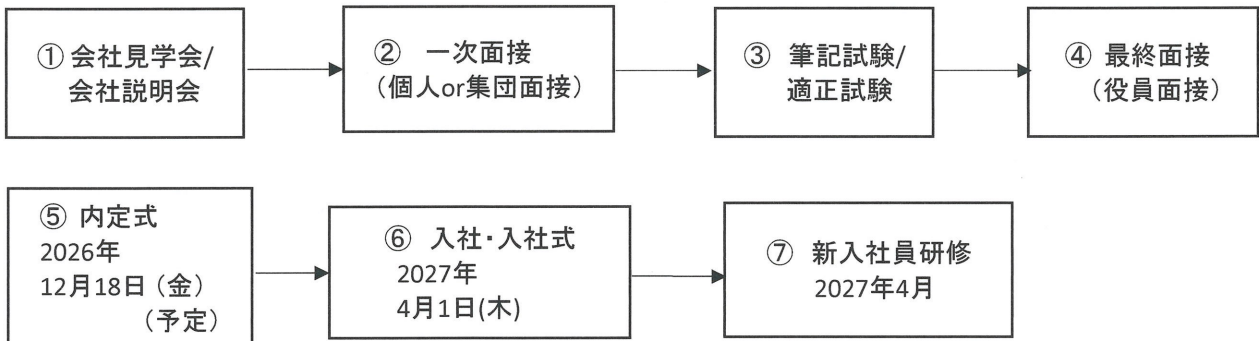 ① 会社見学会/
会社説明会
② 一次面接
（個人or集団面接）
③ 筆記試験/
適正試験
④ 最終面接
（役員面接）
⑤ 内定式
2026年
12月18日（金）
（予定）
⑥ 入社・入社式
2027年
4月1日(木)
⑦ 新入社員研修
2027年4月